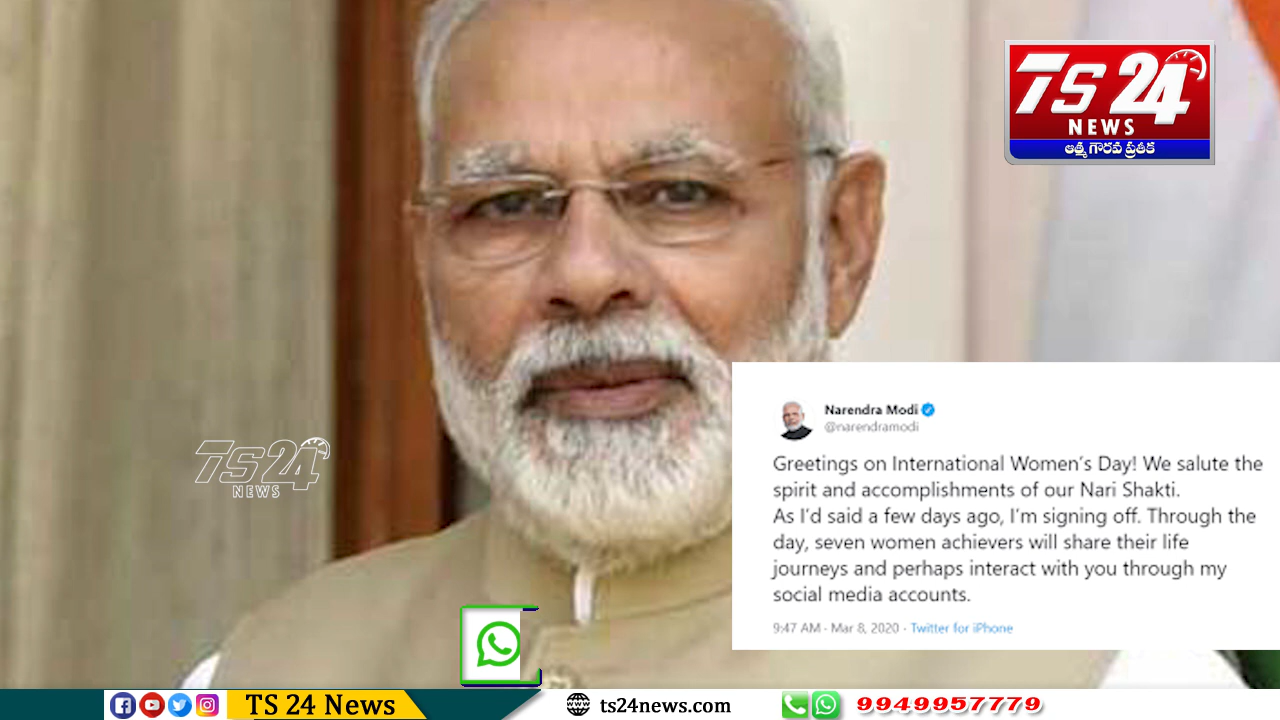 TS 24
NEWS
ఆత్మ గౌరవ ప్రతీక
Narendra Modi
@narendramodi
Greetings on International Women's Day! We salute the
spirit and accomplishments of our Nari Shakti.
As I'd said a few days ago, I'm signing off. Through the
day, seven women achievers will share their life
journeys and perhaps interact with you through my
social media accounts.
9:47 AM · Mar 8, 2020 · Twitter for iPhone
TS 24
NEWS
TS 24 News
ts24news.com
9949957779